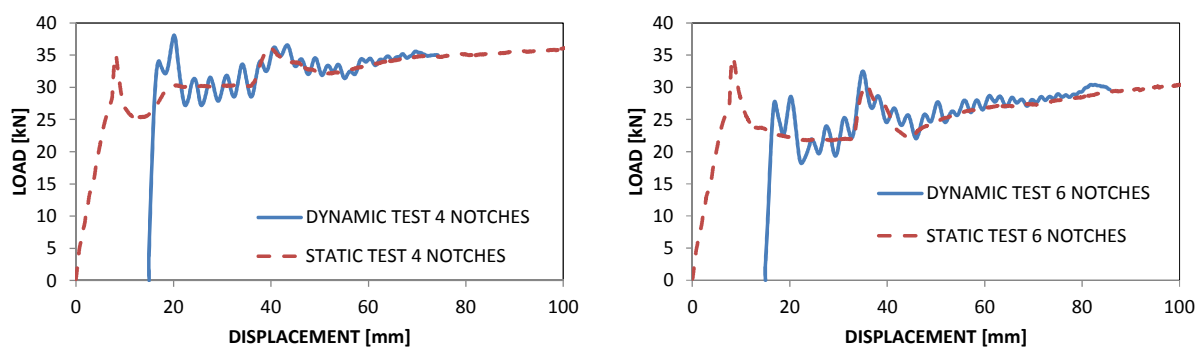 40
35
30
25
20
15
10
5
0
LOAD [kN]
DYNAMIC TEST 4 NOTCHES
STATIC TEST 4 NOTCHES
0 20 40 60 80 100
DISPLACEMENT [mm]
40
35
30
25
20
15
10
5
0
LOAD [kN]
DYNAMIC TEST 6 NOTCHES
STATIC TEST 6 NOTCHES
0 20 40 60 80 100
DISPLACEMENT [mm]